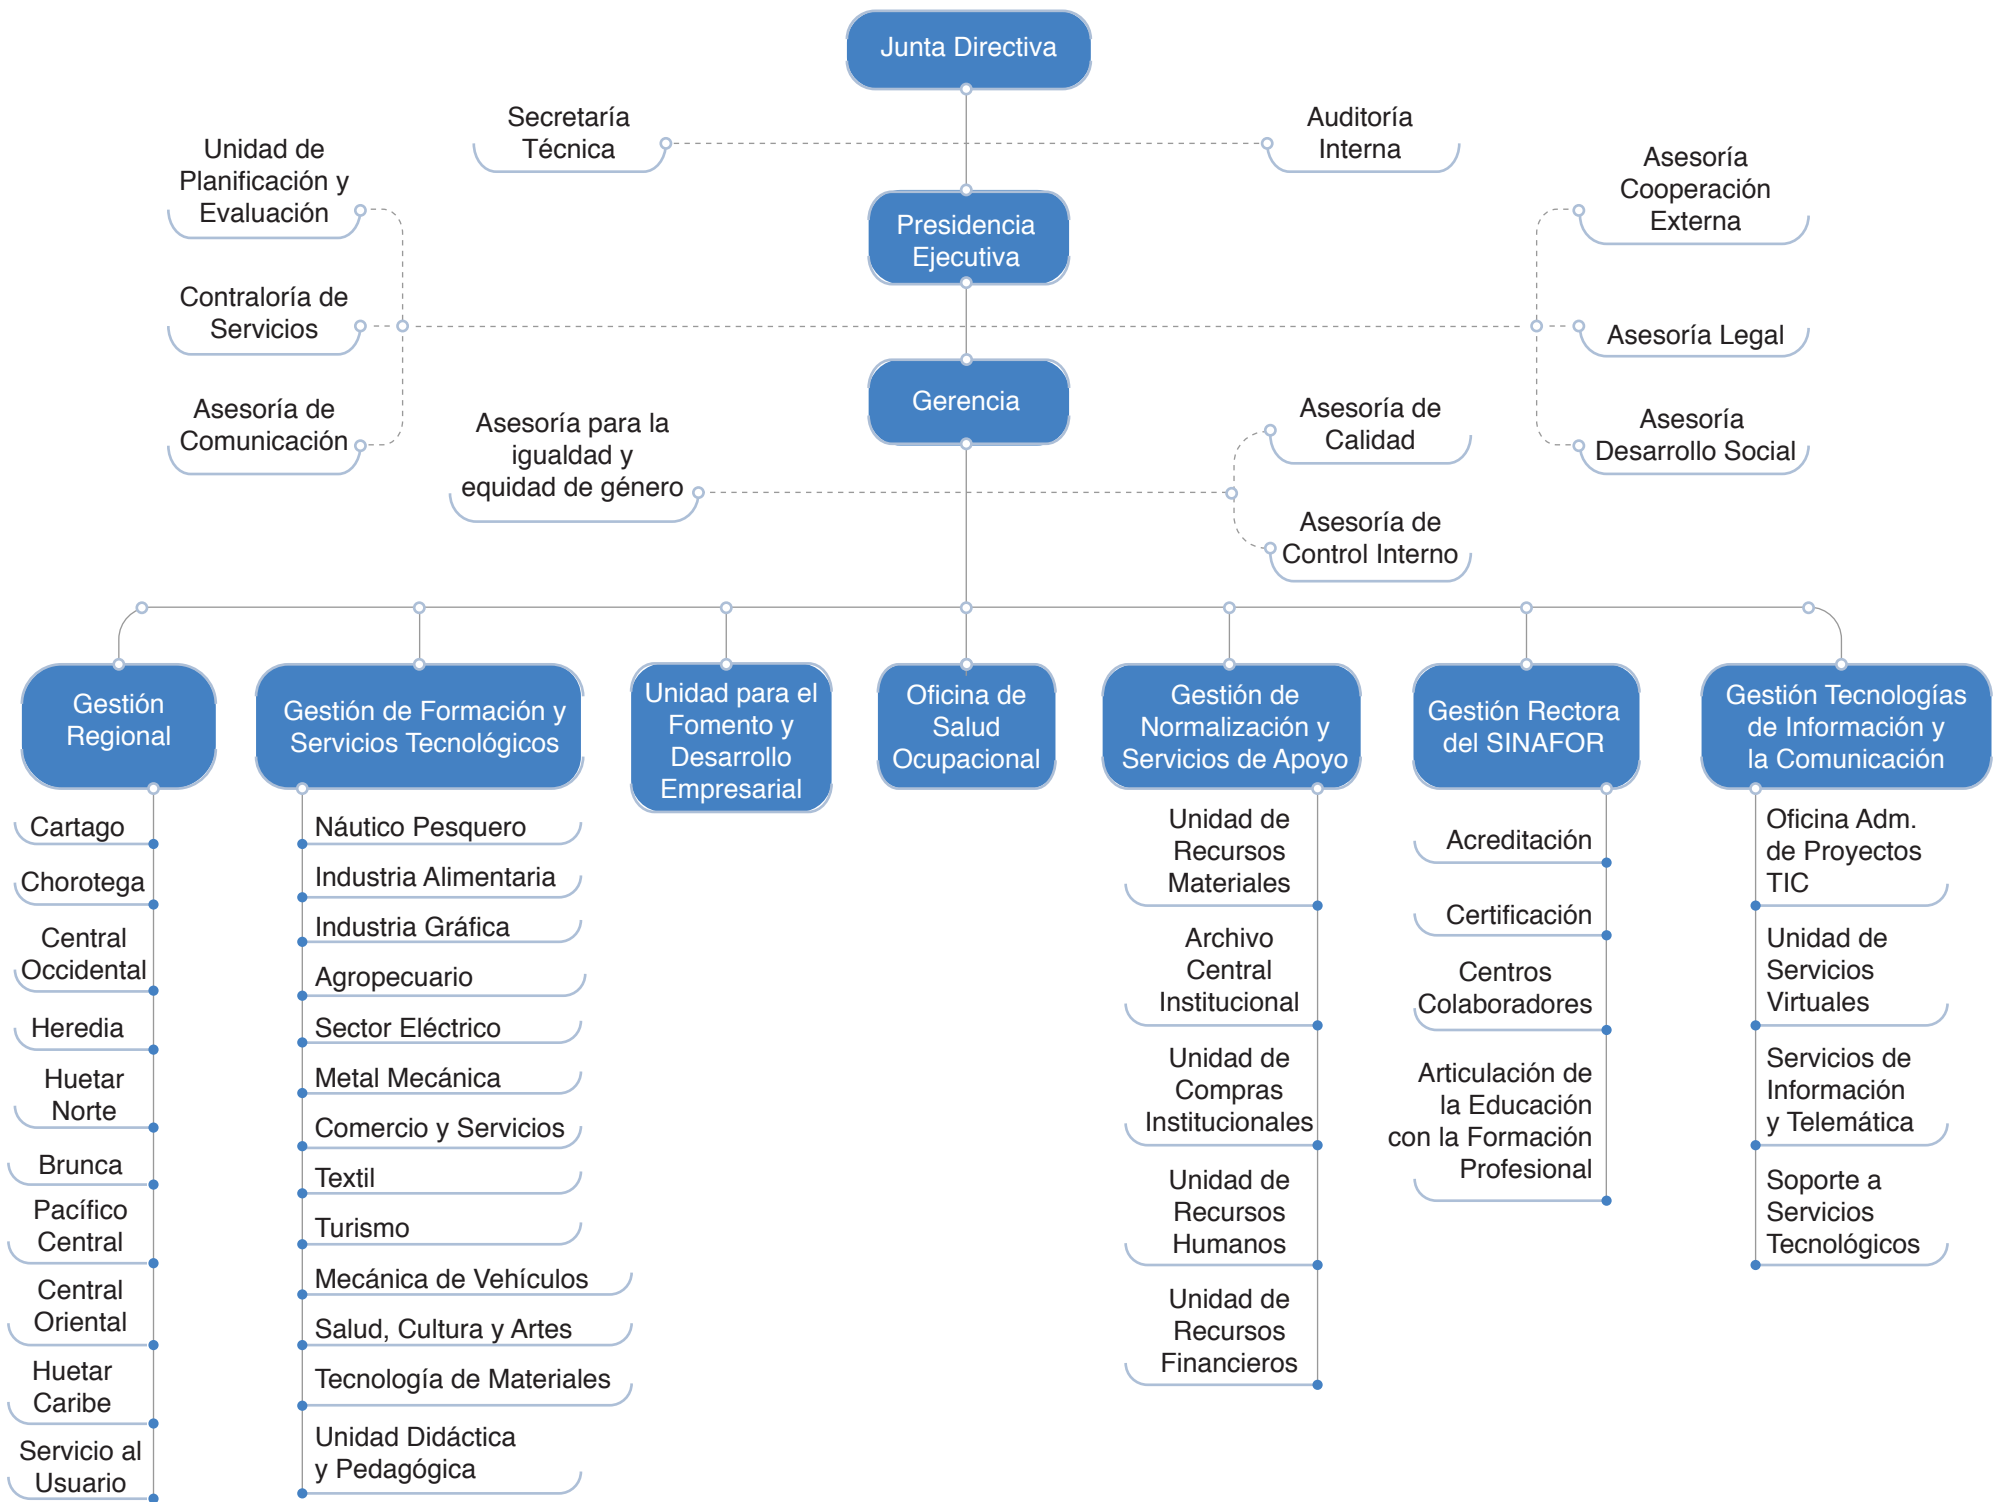 Junta Directiva
Secretaría
Técnica
Auditoría
Interna
Unidad de
Planificación y
Evaluación
Asesoría
Cooperación
Externa
Presidencia
Ejecutiva
Contraloría de
Servicios
Asesoría Legal
Gerencia
Asesoría de
Comunicación
Asesoría para la
igualdad y
equidad de género
Asesoría de
Calidad
Asesoría
Desarrollo Social
Asesoría de
Control Interno
Gestión
Regional
Gestión de Formación y
Servicios Tecnológicos
Unidad para el
Fomento y
Desarrollo
Empresarial
Oficina de
Salud
Ocupacional
Gestión de
Normalización y
Servicios de Apoyo
Gestión Rectora
del SINAFOR
Gestión Tecnologías
de Información y
la Comunicación
Cartago
Chorotega
Central
Occidental
Heredia
Huetar
Norte
Brunca
Pacífico
Central
Central
Oriental
Huetar
Caribe
Servicio al
Usuario
Náutico Pesquero
Industria Alimentaria
Industria Gráfica
Agropecuario
Sector Eléctrico
Metal Mecánica
Comercio y Servicios
Textil
Turismo
Mecánica de Vehículos
Salud, Cultura y Artes
Tecnología de Materiales
Unidad Didáctica
y Pedagógica
Unidad de
Recursos
Materiales
Archivo
Central
Institucional
Unidad de
Compras
Institucionales
Unidad de
Recursos
Humanos
Unidad de
Recursos
Financieros
Acreditación
Certificación
Centros
Colaboradores
Articulación de
la Educación
con la Formación
Profesional
Oficina Adm.
de Proyectos
TIC
Unidad de
Servicios
Virtuales
Servicios de
Información
y Telemática
Soporte a
Servicios
Tecnológicos